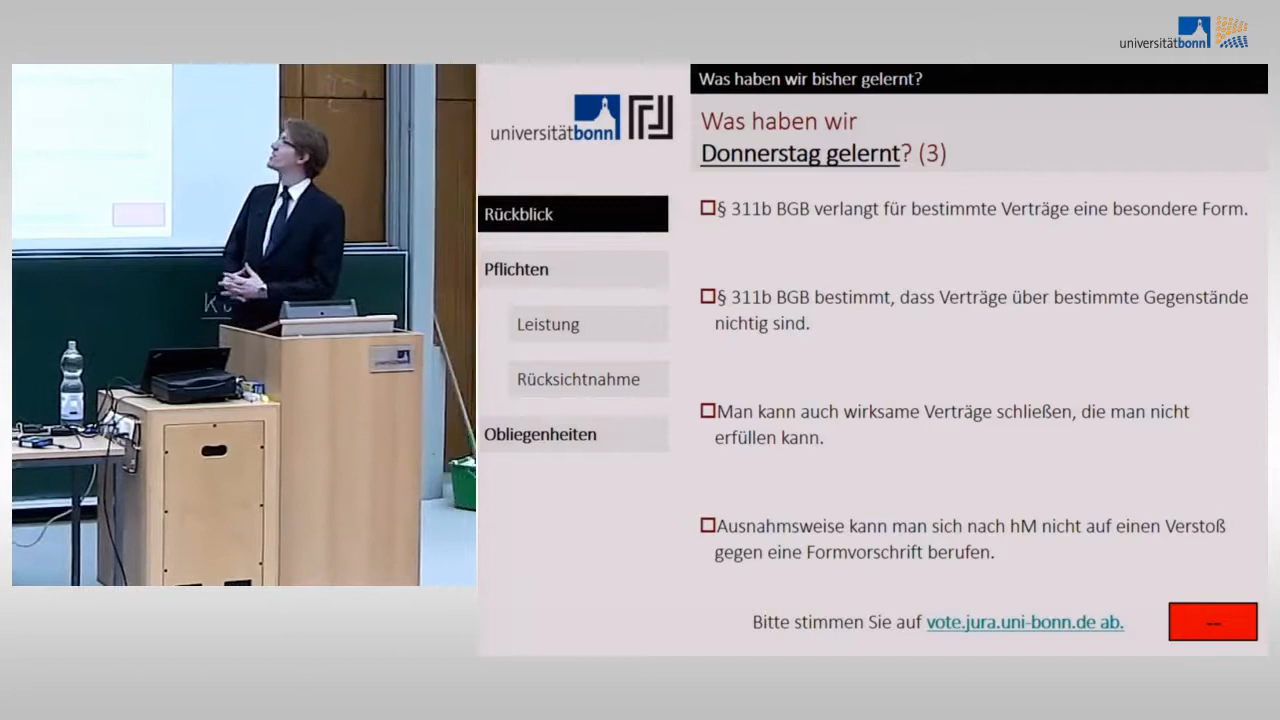 universitätbonn
Was haben wir bisher gelernt?
universitätbonn
Was haben wir
Donnerstag gelernt? (3)
Rückblick
Pflichten
Leistung
Rücksichtnahme
Obliegenheiten
§ 311b BGB verlangt für bestimmte Verträge eine besondere Form.
§ 311b BGB bestimmt, dass Verträge über bestimmte Gegenstände
nichtig sind.
Man kann auch wirksame Verträge schließen, die man nicht
erfüllen kann.
Ausnahmsweise kann man sich nach hM nicht auf einen Verstoß
gegen eine Formvorschrift berufen.
Bitte stimmen Sie auf vote.jura.uni-bonn.de ab.